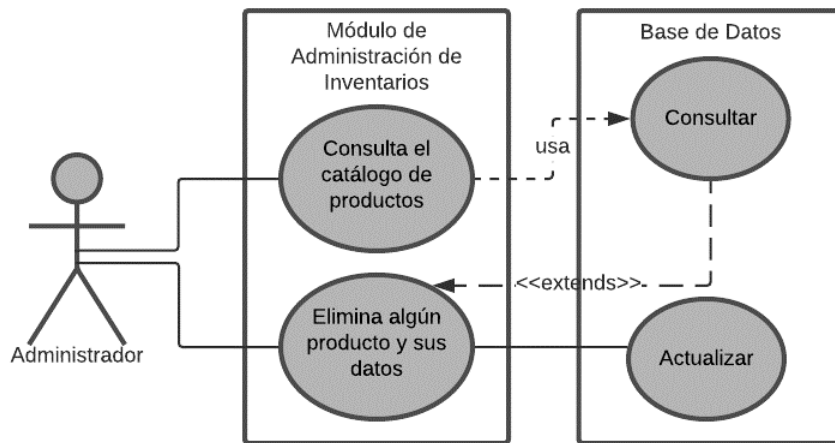 Módulo de
Administración de
Inventarios
Base de Datos
Consulta el
catálogo de
productos
usa
Consultar
<<extends>>
Elimina algún
producto y sus
datos
Actualizar
Administrador